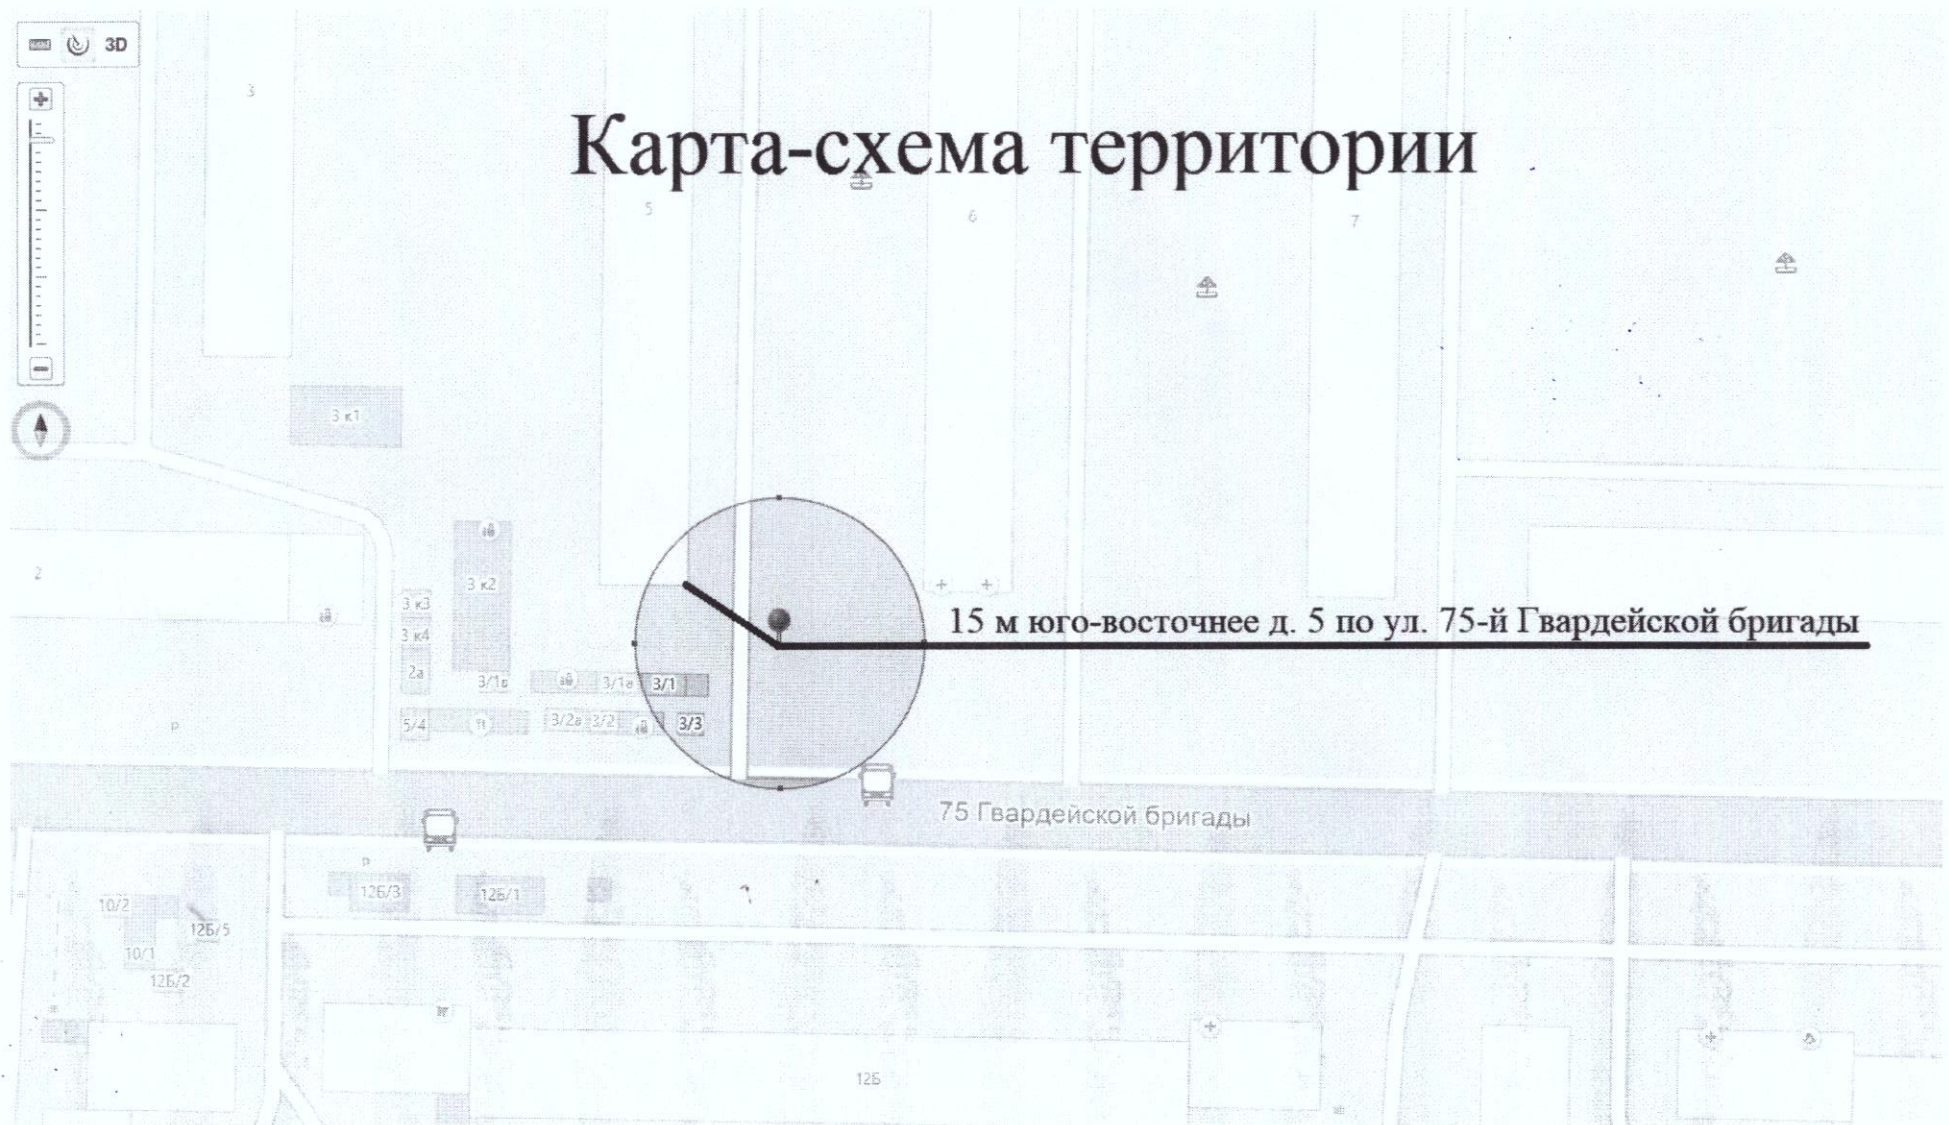 3D
3
Карта-схема территории
5
6
7
3 к1
2
3 к2
3 к3
3 к4
2а
15 м юго-восточнее д. 5 по ул. 75-й Гвардейской бригады
3/1в
3/1а
3/1
5/4
3/2а
3/2
3/3
р
75 Гвардейской бригады
р
12Б/3
12Б/1
10/2
12Б/5
10/1
12Б/2
12Б